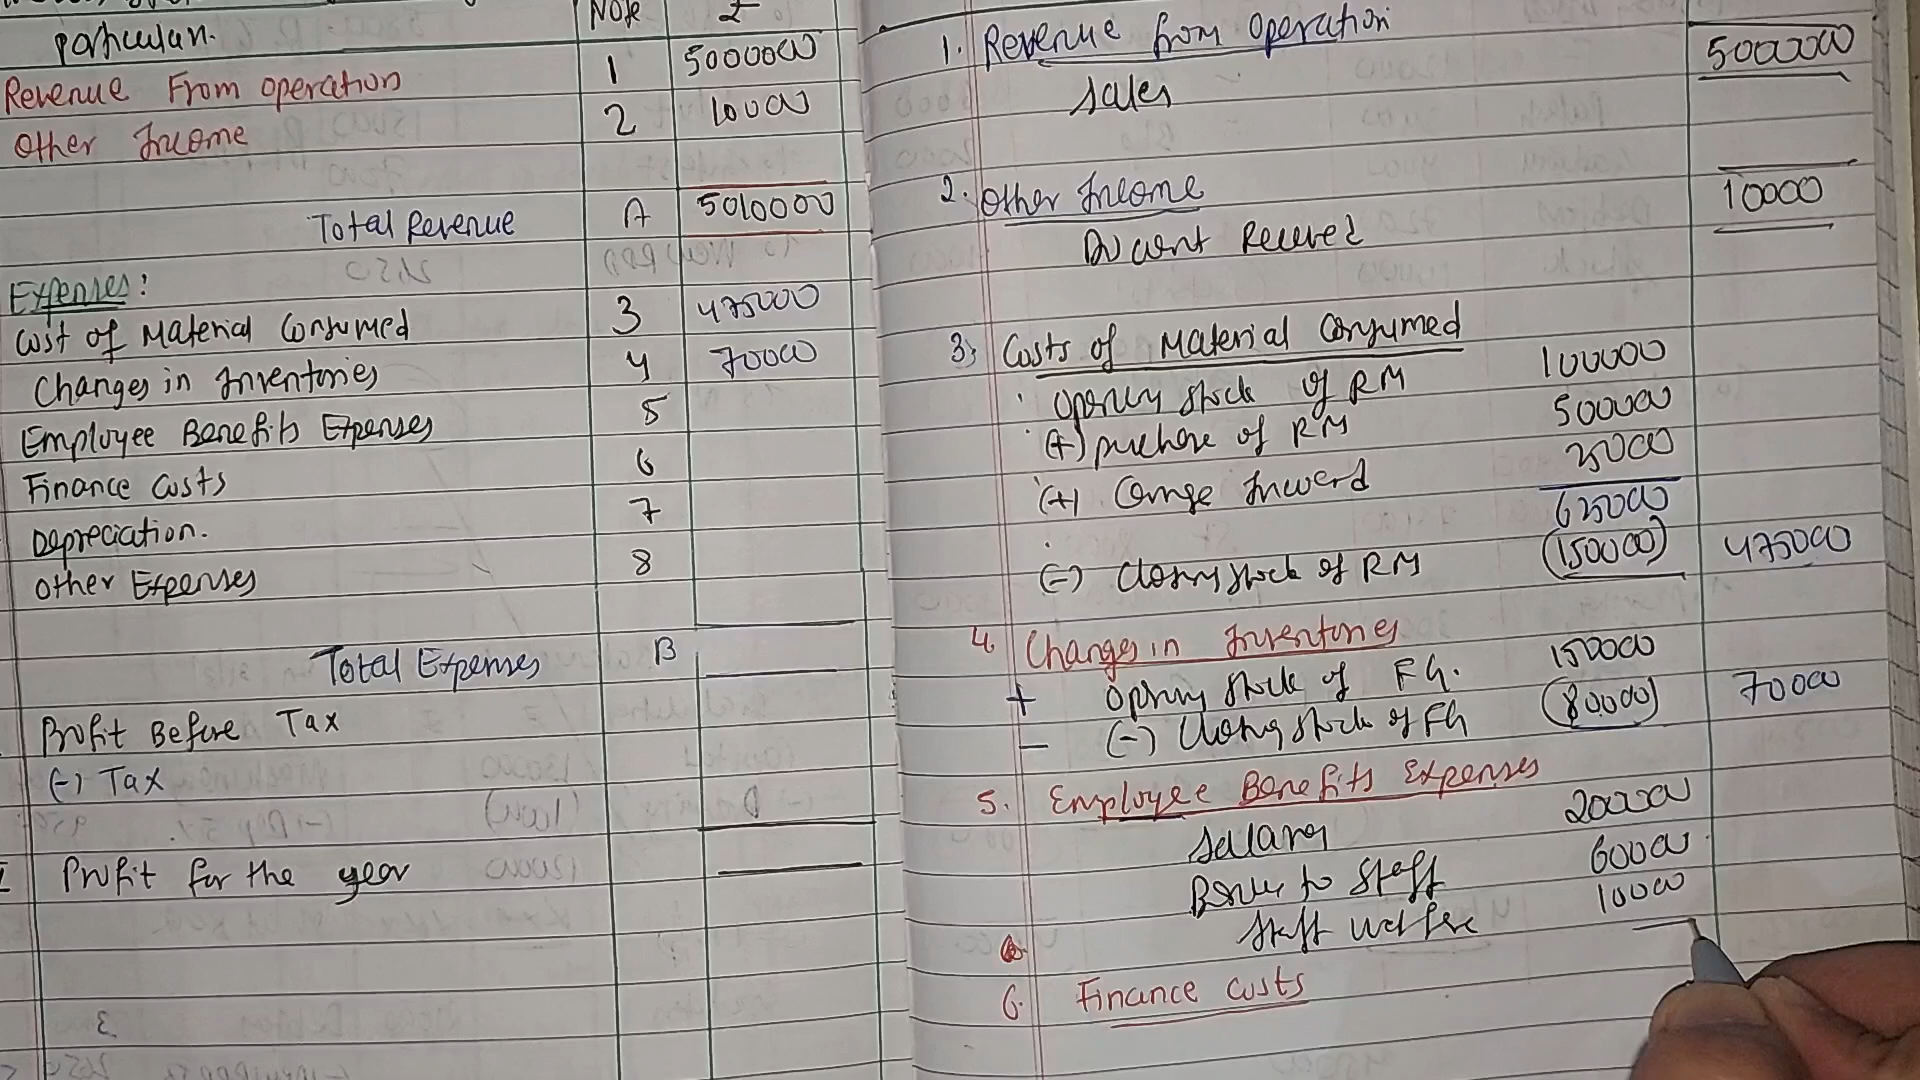 particular. Note ₹
Revenue From operation 1 5000000
Other Income 2 10000
Total Revenue A 5010000
Expenses:
Cost of Material Consumed 3 475000
Changes in Inventories 4 70000
Employee Benefits Expenses 5
Finance Costs 6
Depreciation. 7
Other Expenses 8
Total Expenses B
Profit Before Tax
(-) Tax
Profit for the year
1. Revenue from Operation
Sales 5000000
2. Other Income
Discount Received 10000
3, Costs of Material Consumed
Opening Stock of RM 100000
(+) purchase of RM 500000
(+) Carriage Inward 25000
625000
(-) Closing stock of RM (150000) 475000
4. Changes in Inventories
+ Opening stock of FG. 150000
- (-) Closing stock of FG (80000) 70000
5. Employee Benefits Expenses
Sallary 200000
Bonus to Staff 60000
Staff Welfare 10000
6. Finance Costs